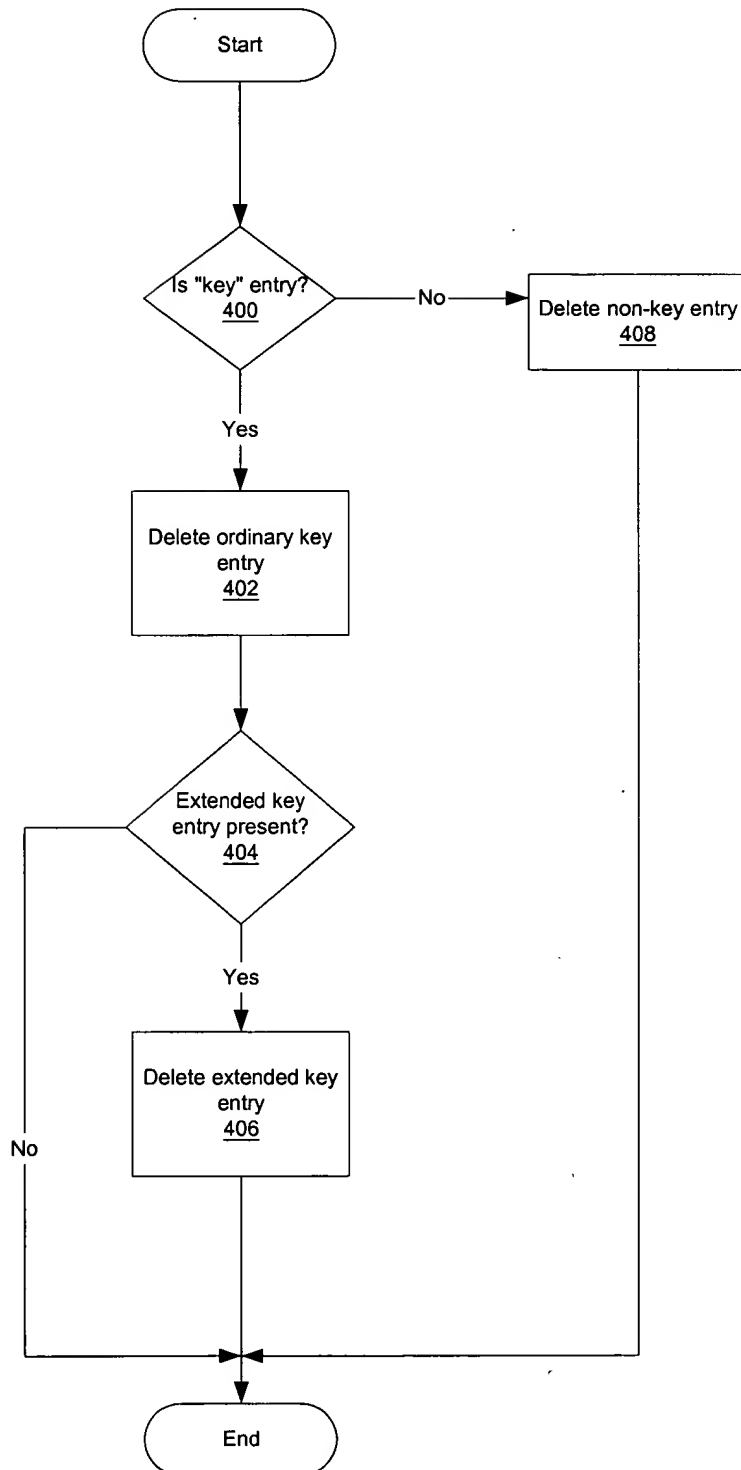 Start
Is "key" entry?
400
No
Delete non-key entry
408
Yes
Delete ordinary key
entry
402
Extended key
entry present?
404
Yes
Delete extended key
entry
406
No
End